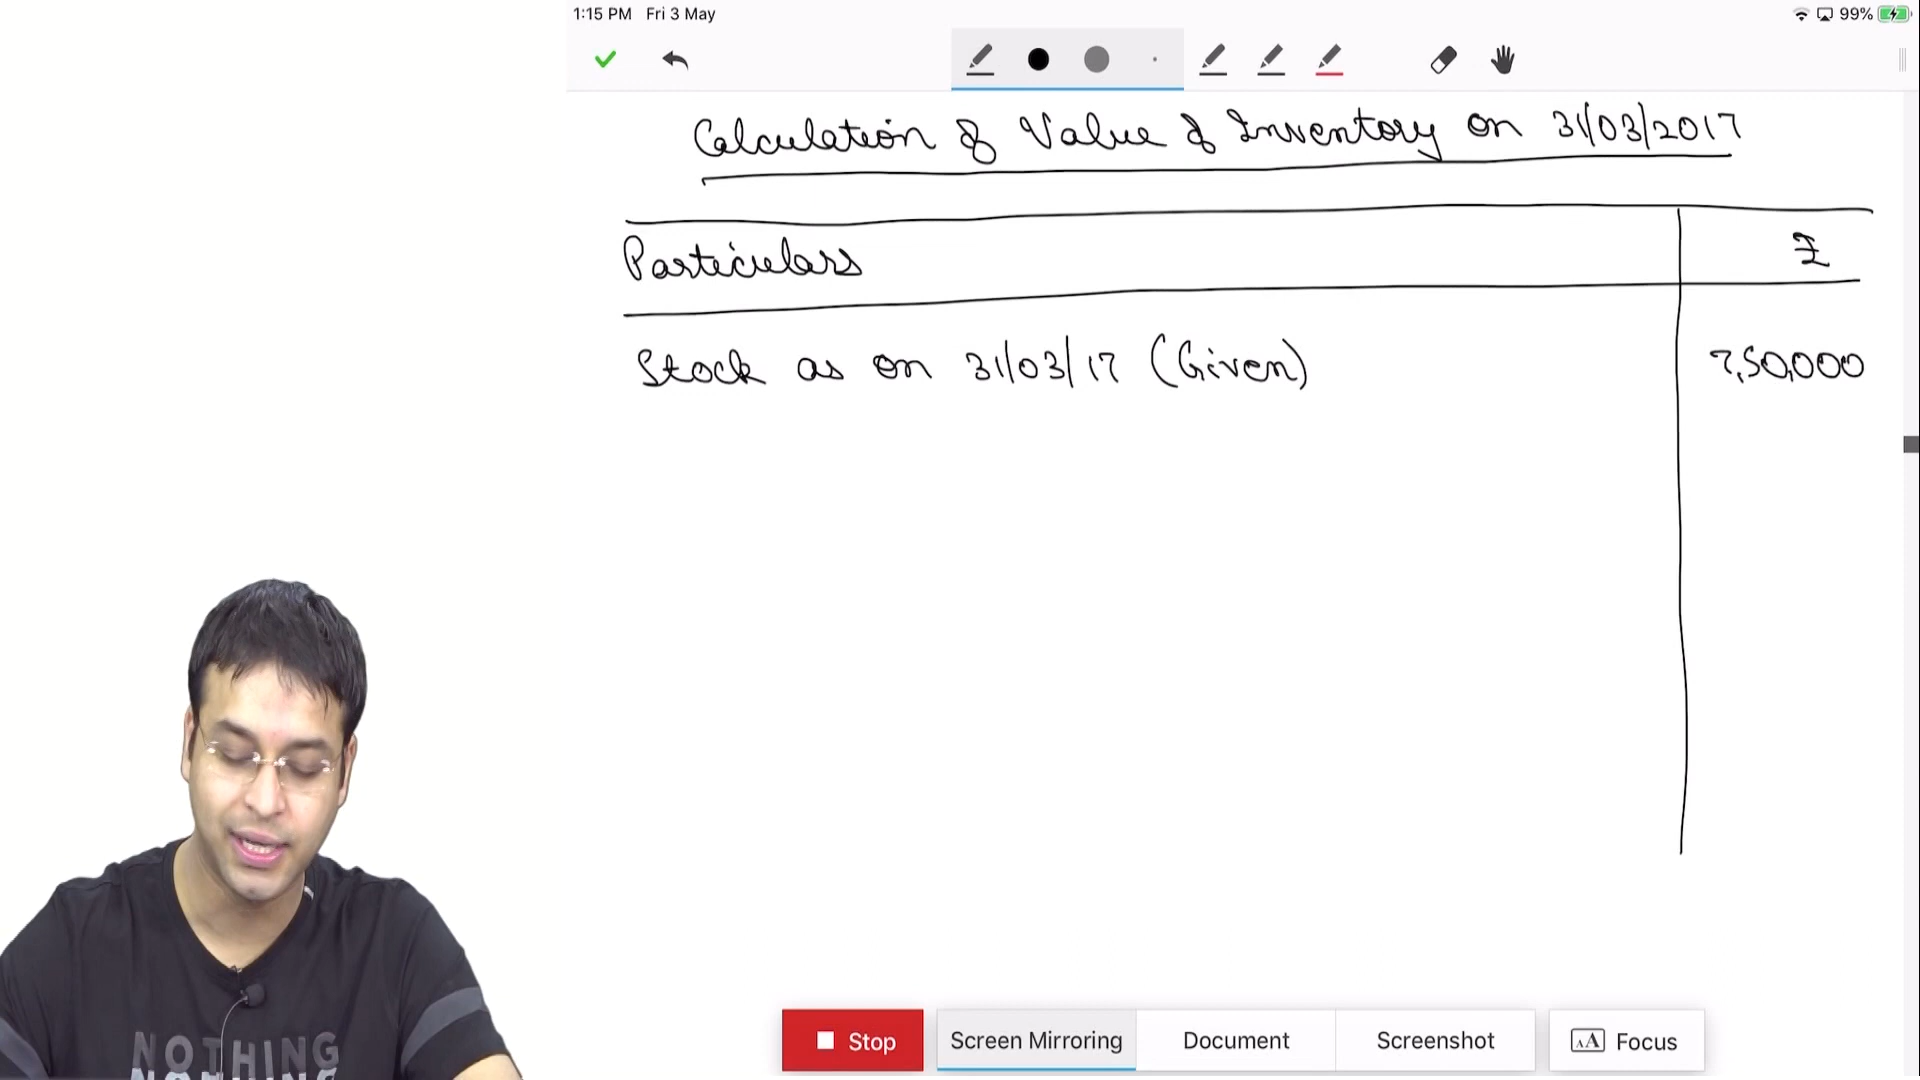 1:15 PM Fri 3 May 99%
Calculation of Value of Inventory on 31/03/2017
Particulars ₹
Stock as on 31/03/17 (Given) 7,50,000
NOTHING
Stop Screen Mirroring Document Screenshot AA Focus